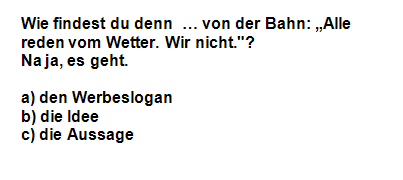 Wie findest du denn  … von der Bahn: „Alle
reden vom Wetter. Wir nicht."?
Na ja, es geht.
a) den Werbeslogan
b) die Idee
c) die Aussage